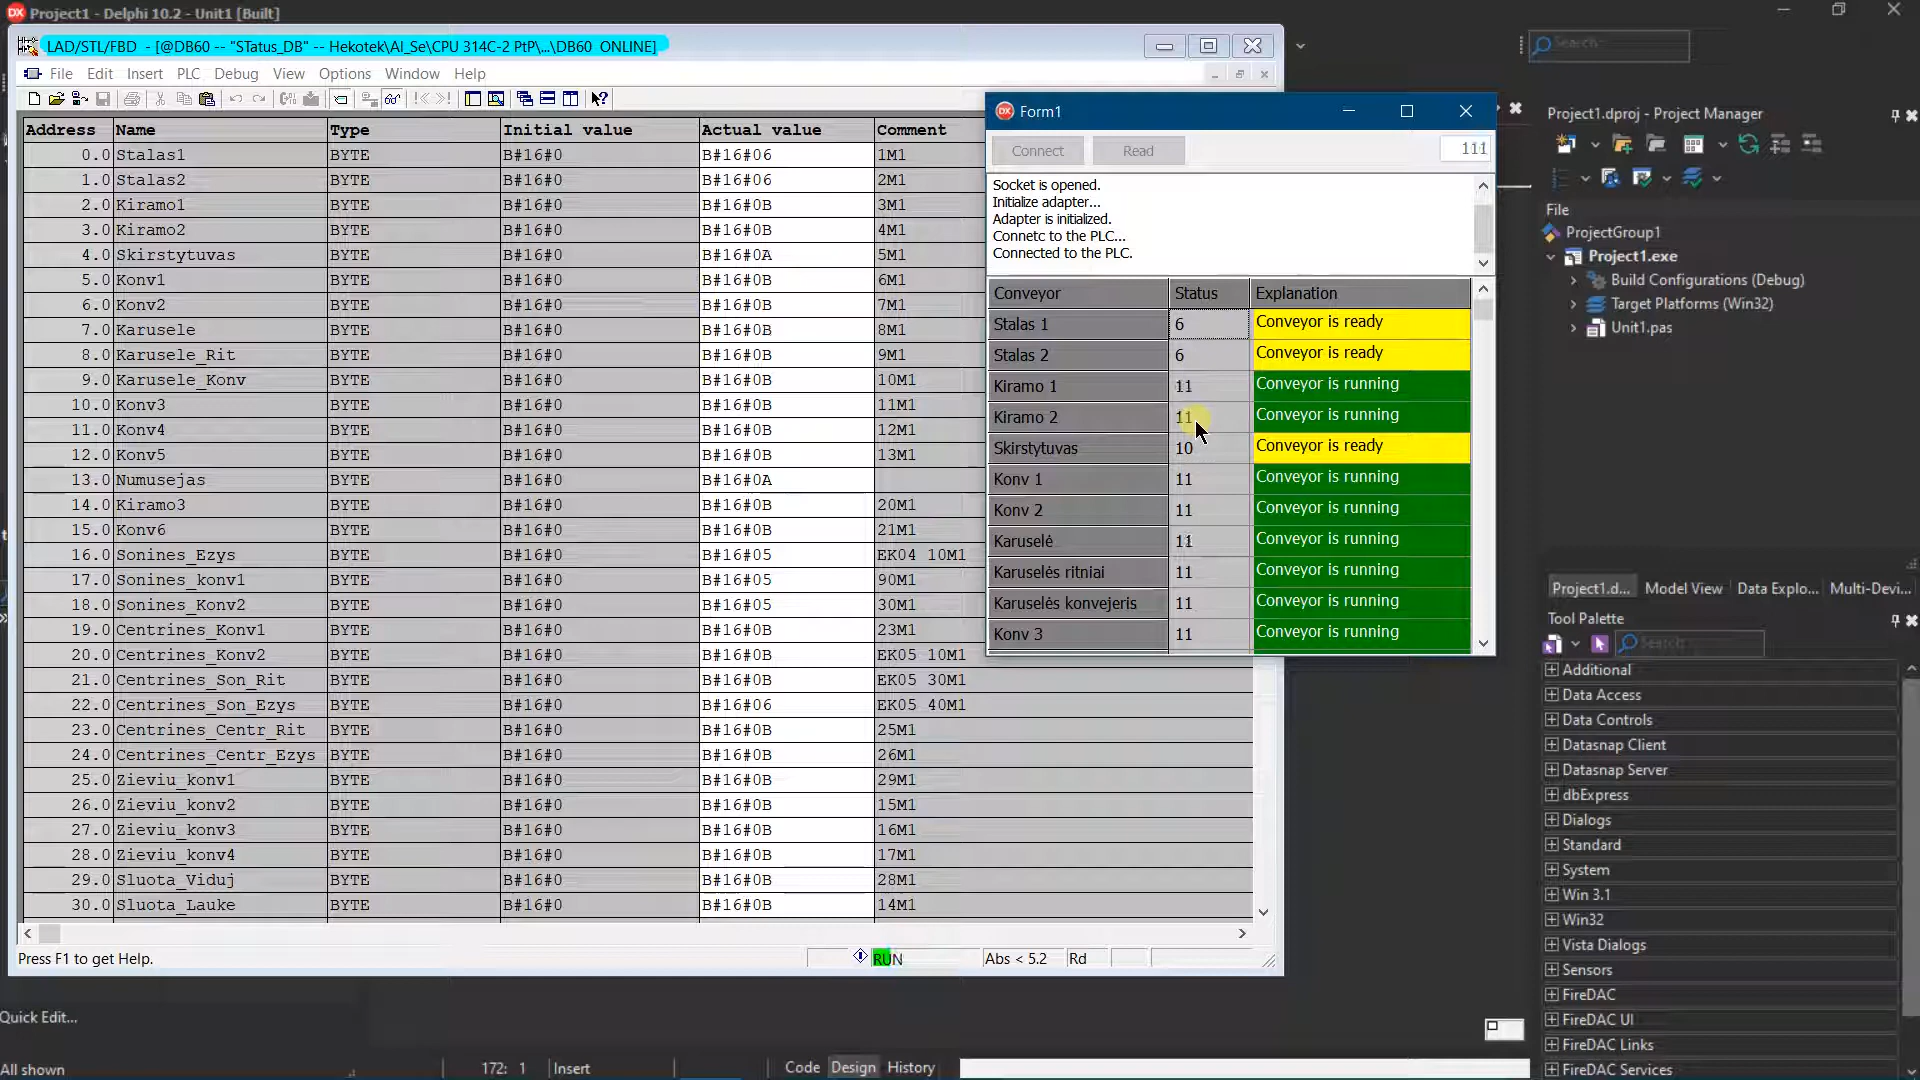 Project1 - Delphi 10.2 - Unit1 [Built]
LAD/STL/FBD - [@DB60 -- "STatus_DB" -- Hekotek\Al_Se\CPU 314C-2 PtP\...\DB60 ONLINE]
File Edit Insert PLC Debug View Options Window Help
Address Name Type Initial value Actual value Comment
0.0 Stalas1 BYTE B#16#0 B#16#06 1M1
1.0 Stalas2 BYTE B#16#0 B#16#06 2M1
2.0 Kiramo1 BYTE B#16#0 B#16#0B 3M1
3.0 Kiramo2 BYTE B#16#0 B#16#0B 4M1
4.0 Skirstytuvas BYTE B#16#0 B#16#0A 5M1
5.0 Konv1 BYTE B#16#0 B#16#0B 6M1
6.0 Konv2 BYTE B#16#0 B#16#0B 7M1
7.0 Karusele BYTE B#16#0 B#16#0B 8M1
8.0 Karusele_Rit BYTE B#16#0 B#16#0B 9M1
9.0 Karusele_Konv BYTE B#16#0 B#16#0B 10M1
10.0 Konv3 BYTE B#16#0 B#16#0B 11M1
11.0 Konv4 BYTE B#16#0 B#16#0B 12M1
12.0 Konv5 BYTE B#16#0 B#16#0B 13M1
13.0 Numusejas BYTE B#16#0 B#16#0A
14.0 Kiramo3 BYTE B#16#0 B#16#0B 20M1
15.0 Konv6 BYTE B#16#0 B#16#0B 21M1
16.0 Sonines_Ezys BYTE B#16#0 B#16#05 EK04 10M1
17.0 Sonines_konv1 BYTE B#16#0 B#16#05 90M1
18.0 Sonines_Konv2 BYTE B#16#0 B#16#05 30M1
19.0 Centrines_Konv1 BYTE B#16#0 B#16#0B 23M1
20.0 Centrines_Konv2 BYTE B#16#0 B#16#0B EK05 10M1
21.0 Centrines_Son_Rit BYTE B#16#0 B#16#0B EK05 30M1
22.0 Centrines_Son_Ezys BYTE B#16#0 B#16#06 EK05 40M1
23.0 Centrines_Centr_Rit BYTE B#16#0 B#16#0B 25M1
24.0 Centrines_Centr_Ezys BYTE B#16#0 B#16#0B 26M1
25.0 Zieviu_konv1 BYTE B#16#0 B#16#0B 29M1
26.0 Zieviu_konv2 BYTE B#16#0 B#16#0B 15M1
27.0 Zieviu_konv3 BYTE B#16#0 B#16#0B 16M1
28.0 Zieviu_konv4 BYTE B#16#0 B#16#0B 17M1
29.0 Sluota_Viduj BYTE B#16#0 B#16#0B 28M1
30.0 Sluota_Lauke BYTE B#16#0 B#16#0B 14M1
Press F1 to get Help.
RUN
Abs < 5.2 Rd
Form1
Connect Read 111
Socket is opened.
Initialize adapter...
Adapter is initialized.
Connetc to the PLC...
Connected to the PLC.
Conveyor Status Explanation
Stalas 1 6 Conveyor is ready
Stalas 2 6 Conveyor is ready
Kiramo 1 11 Conveyor is running
Kiramo 2 11 Conveyor is running
Skirstytuvas 10 Conveyor is ready
Konv 1 11 Conveyor is running
Konv 2 11 Conveyor is running
Karuselė 11 Conveyor is running
Karuselės ritniai 11 Conveyor is running
Karuselės konvejeris 11 Conveyor is running
Konv 3 11 Conveyor is running
Search
Project1.dproj - Project Manager
File
ProjectGroup1
Project1.exe
Build Configurations (Debug)
Target Platforms (Win32)
Unit1.pas
Project1.d... Model View Data Explo... Multi-Devi...
Tool Palette
Search
Additional
Data Access
Data Controls
Datasnap Client
Datasnap Server
dbExpress
Dialogs
Standard
System
Win 3.1
Win32
Vista Dialogs
Sensors
FireDAC
FireDAC UI
FireDAC Links
FireDAC Services
Quick Edit...
All shown
172: 1 Insert
Code Design History